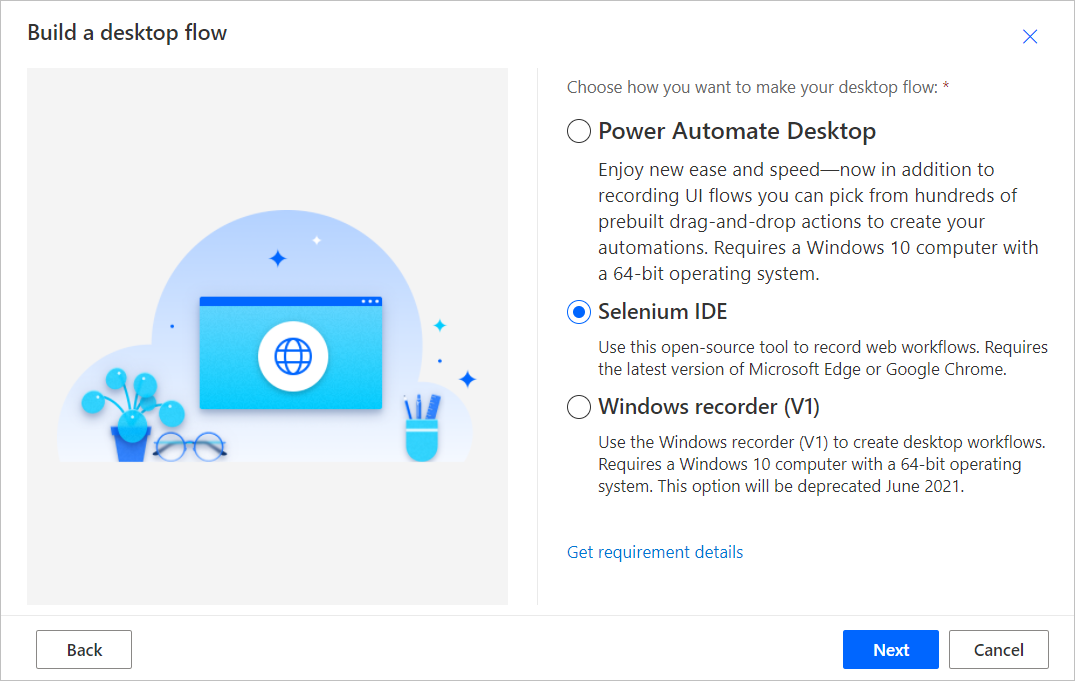 Build a desktop flow
Choose how you want to make your desktop flow: *
Power Automate Desktop
Enjoy new ease and speed—now in addition to
recording UI flows you can pick from hundreds of
prebuilt drag-and-drop actions to create your
automations. Requires a Windows 10 computer with
a 64-bit operating system.
Selenium IDE
Use this open-source tool to record web workflows. Requires
the latest version of Microsoft Edge or Google Chrome.
Windows recorder (V1)
Use the Windows recorder (V1) to create desktop workflows.
Requires a Windows 10 computer with a 64-bit operating
system. This option will be deprecated June 2021.
Get requirement details
Back
Next
Cancel